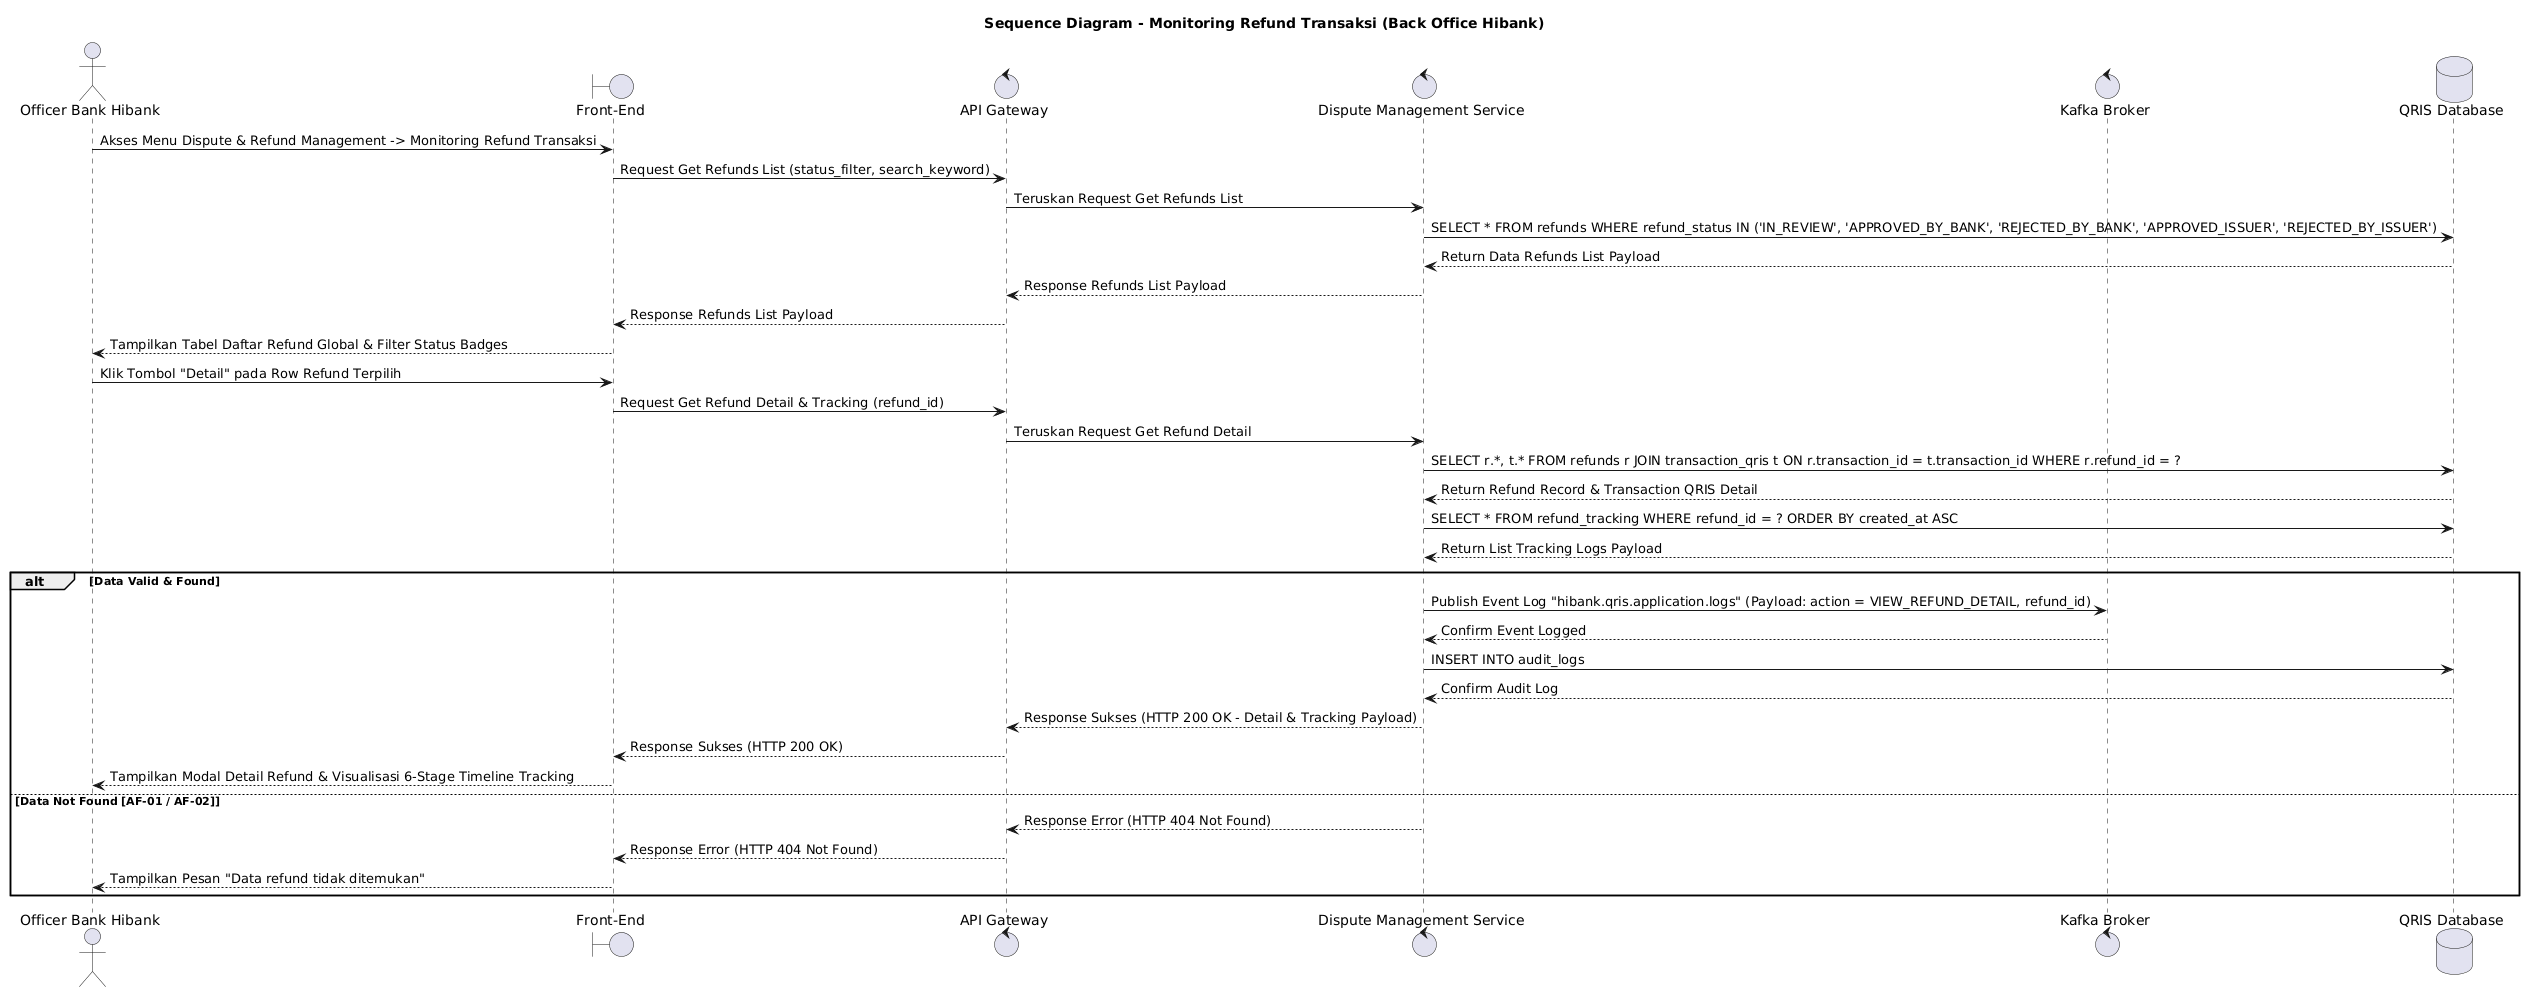 Sequence Diagram - Monitoring Refund Transaksi (Back Office Hibank)
Officer Bank Hibank
Front-End
API Gateway
Dispute Management Service
Kafka Broker
QRIS Database
Akses Menu Dispute & Refund Management -> Monitoring Refund Transaksi
Request Get Refunds List (status_filter, search_keyword)
Teruskan Request Get Refunds List
SELECT * FROM refunds WHERE refund_status IN ('IN_REVIEW', 'APPROVED_BY_BANK', 'REJECTED_BY_BANK', 'APPROVED_ISSUER', 'REJECTED_BY_ISSUER')
Return Data Refunds List Payload
Response Refunds List Payload
Response Refunds List Payload
Tampilkan Tabel Daftar Refund Global & Filter Status Badges
Klik Tombol "Detail" pada Row Refund Terpilih
Request Get Refund Detail & Tracking (refund_id)
Teruskan Request Get Refund Detail
SELECT r.*, t.* FROM refunds r JOIN transaction_qris t ON r.transaction_id = t.transaction_id WHERE r.refund_id = ?
Return Refund Record & Transaction QRIS Detail
SELECT * FROM refund_tracking WHERE refund_id = ? ORDER BY created_at ASC
Return List Tracking Logs Payload
alt [Data Valid & Found]
Publish Event Log "hibank.qris.application.logs" (Payload: action = VIEW_REFUND_DETAIL, refund_id)
Confirm Event Logged
INSERT INTO audit_logs
Confirm Audit Log
Response Sukses (HTTP 200 OK - Detail & Tracking Payload)
Response Sukses (HTTP 200 OK)
Tampilkan Modal Detail Refund & Visualisasi 6-Stage Timeline Tracking
[Data Not Found [AF-01 / AF-02]]
Response Error (HTTP 404 Not Found)
Response Error (HTTP 404 Not Found)
Tampilkan Pesan "Data refund tidak ditemukan"
Officer Bank Hibank
Front-End
API Gateway
Dispute Management Service
Kafka Broker
QRIS Database